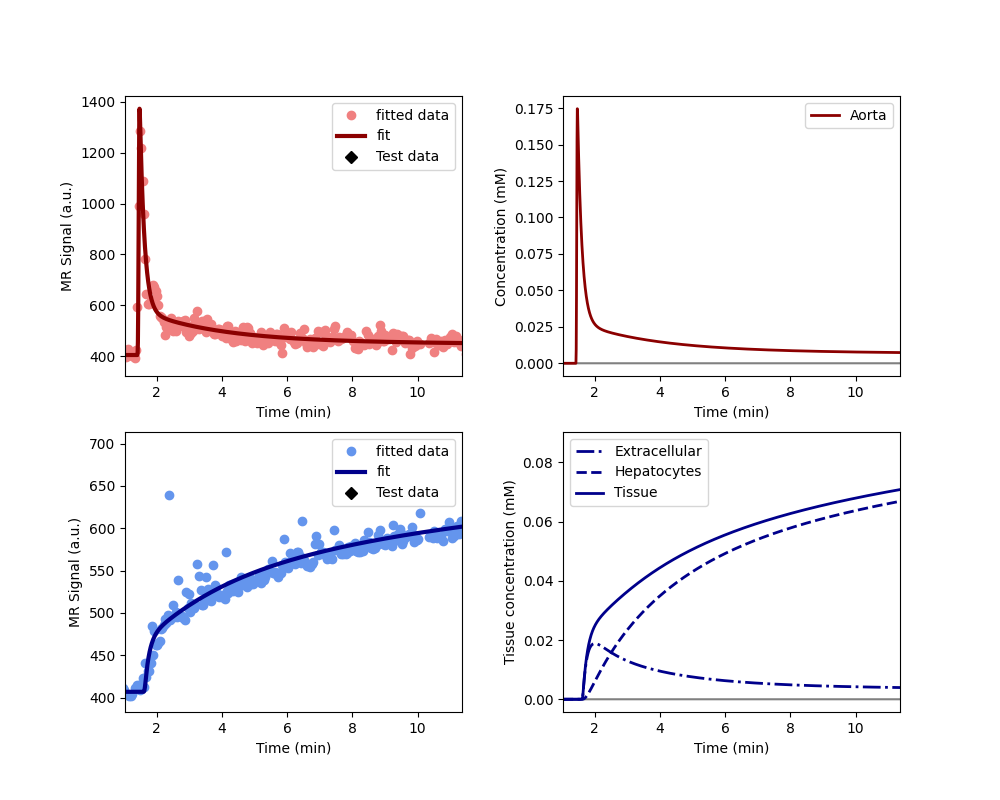 1400
1200
1000
800
600
400
MR Signal (a.u.)
2
4
6
8
10
Time (min)
fitted data
fit
Test data
0.175
0.150
0.125
0.100
0.075
0.050
0.025
0.000
Concentration (mM)
2
4
6
8
10
Time (min)
Aorta
700
650
600
550
500
450
400
MR Signal (a.u.)
2
4
6
8
10
Time (min)
fitted data
fit
Test data
0.08
0.06
0.04
0.02
0.00
Tissue concentration (mM)
2
4
6
8
10
Time (min)
Extracellular
Hepatocytes
Tissue